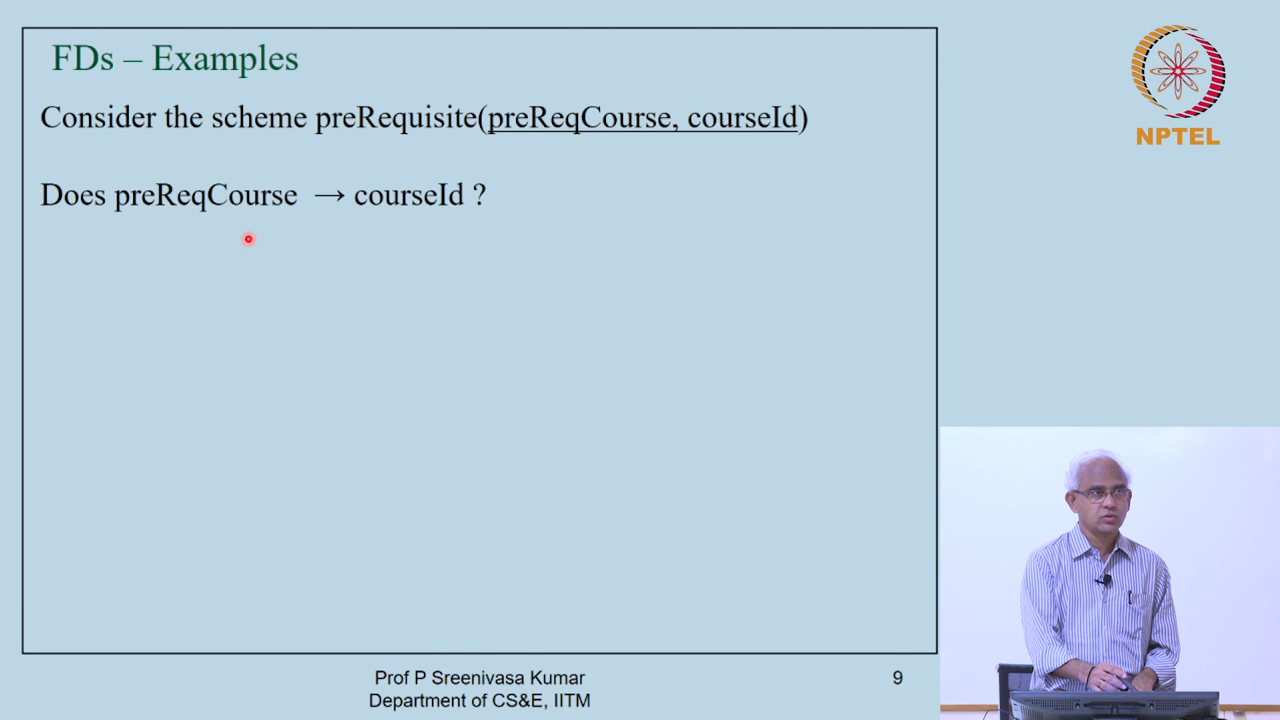 FDs – Examples
Consider the scheme preRequisite(preReqCourse, courseId)
Does preReqCourse → courseId ?
Prof P Sreenivasa Kumar
Department of CS&E, IITM
9
NPTEL